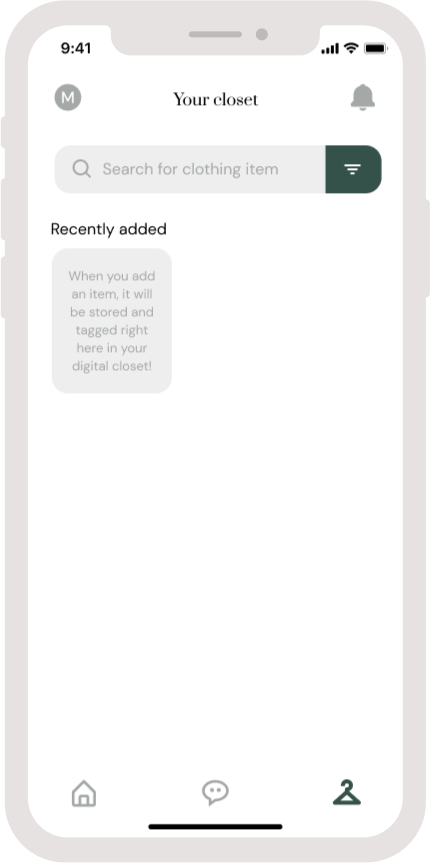 9:41
M
Your closet
Search for clothing item
Recently added
When you add
an item, it will
be stored and
tagged right
here in your
digital closet!